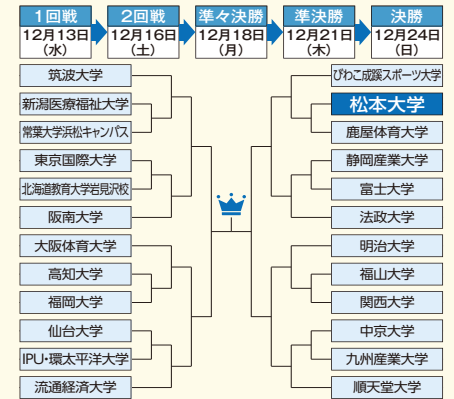 1回戦
12月13日
(水)
2回戦
12月16日
(土)
準々決勝
12月18日
(月)
準決勝
12月21日
(木)
決勝
12月24日
(日)
筑波大学
新潟医療福祉大学
常葉大学浜松キャンパス
東京国際大学
北海道教育大学岩見沢校
阪南大学
大阪体育大学
高知大学
福岡大学
仙台大学
IPU・環太平洋大学
流通経済大学
びわこ成蹊スポーツ大学
松本大学
鹿屋体育大学
静岡産業大学
富士大学
法政大学
明治大学
福山大学
関西大学
中京大学
九州産業大学
順天堂大学